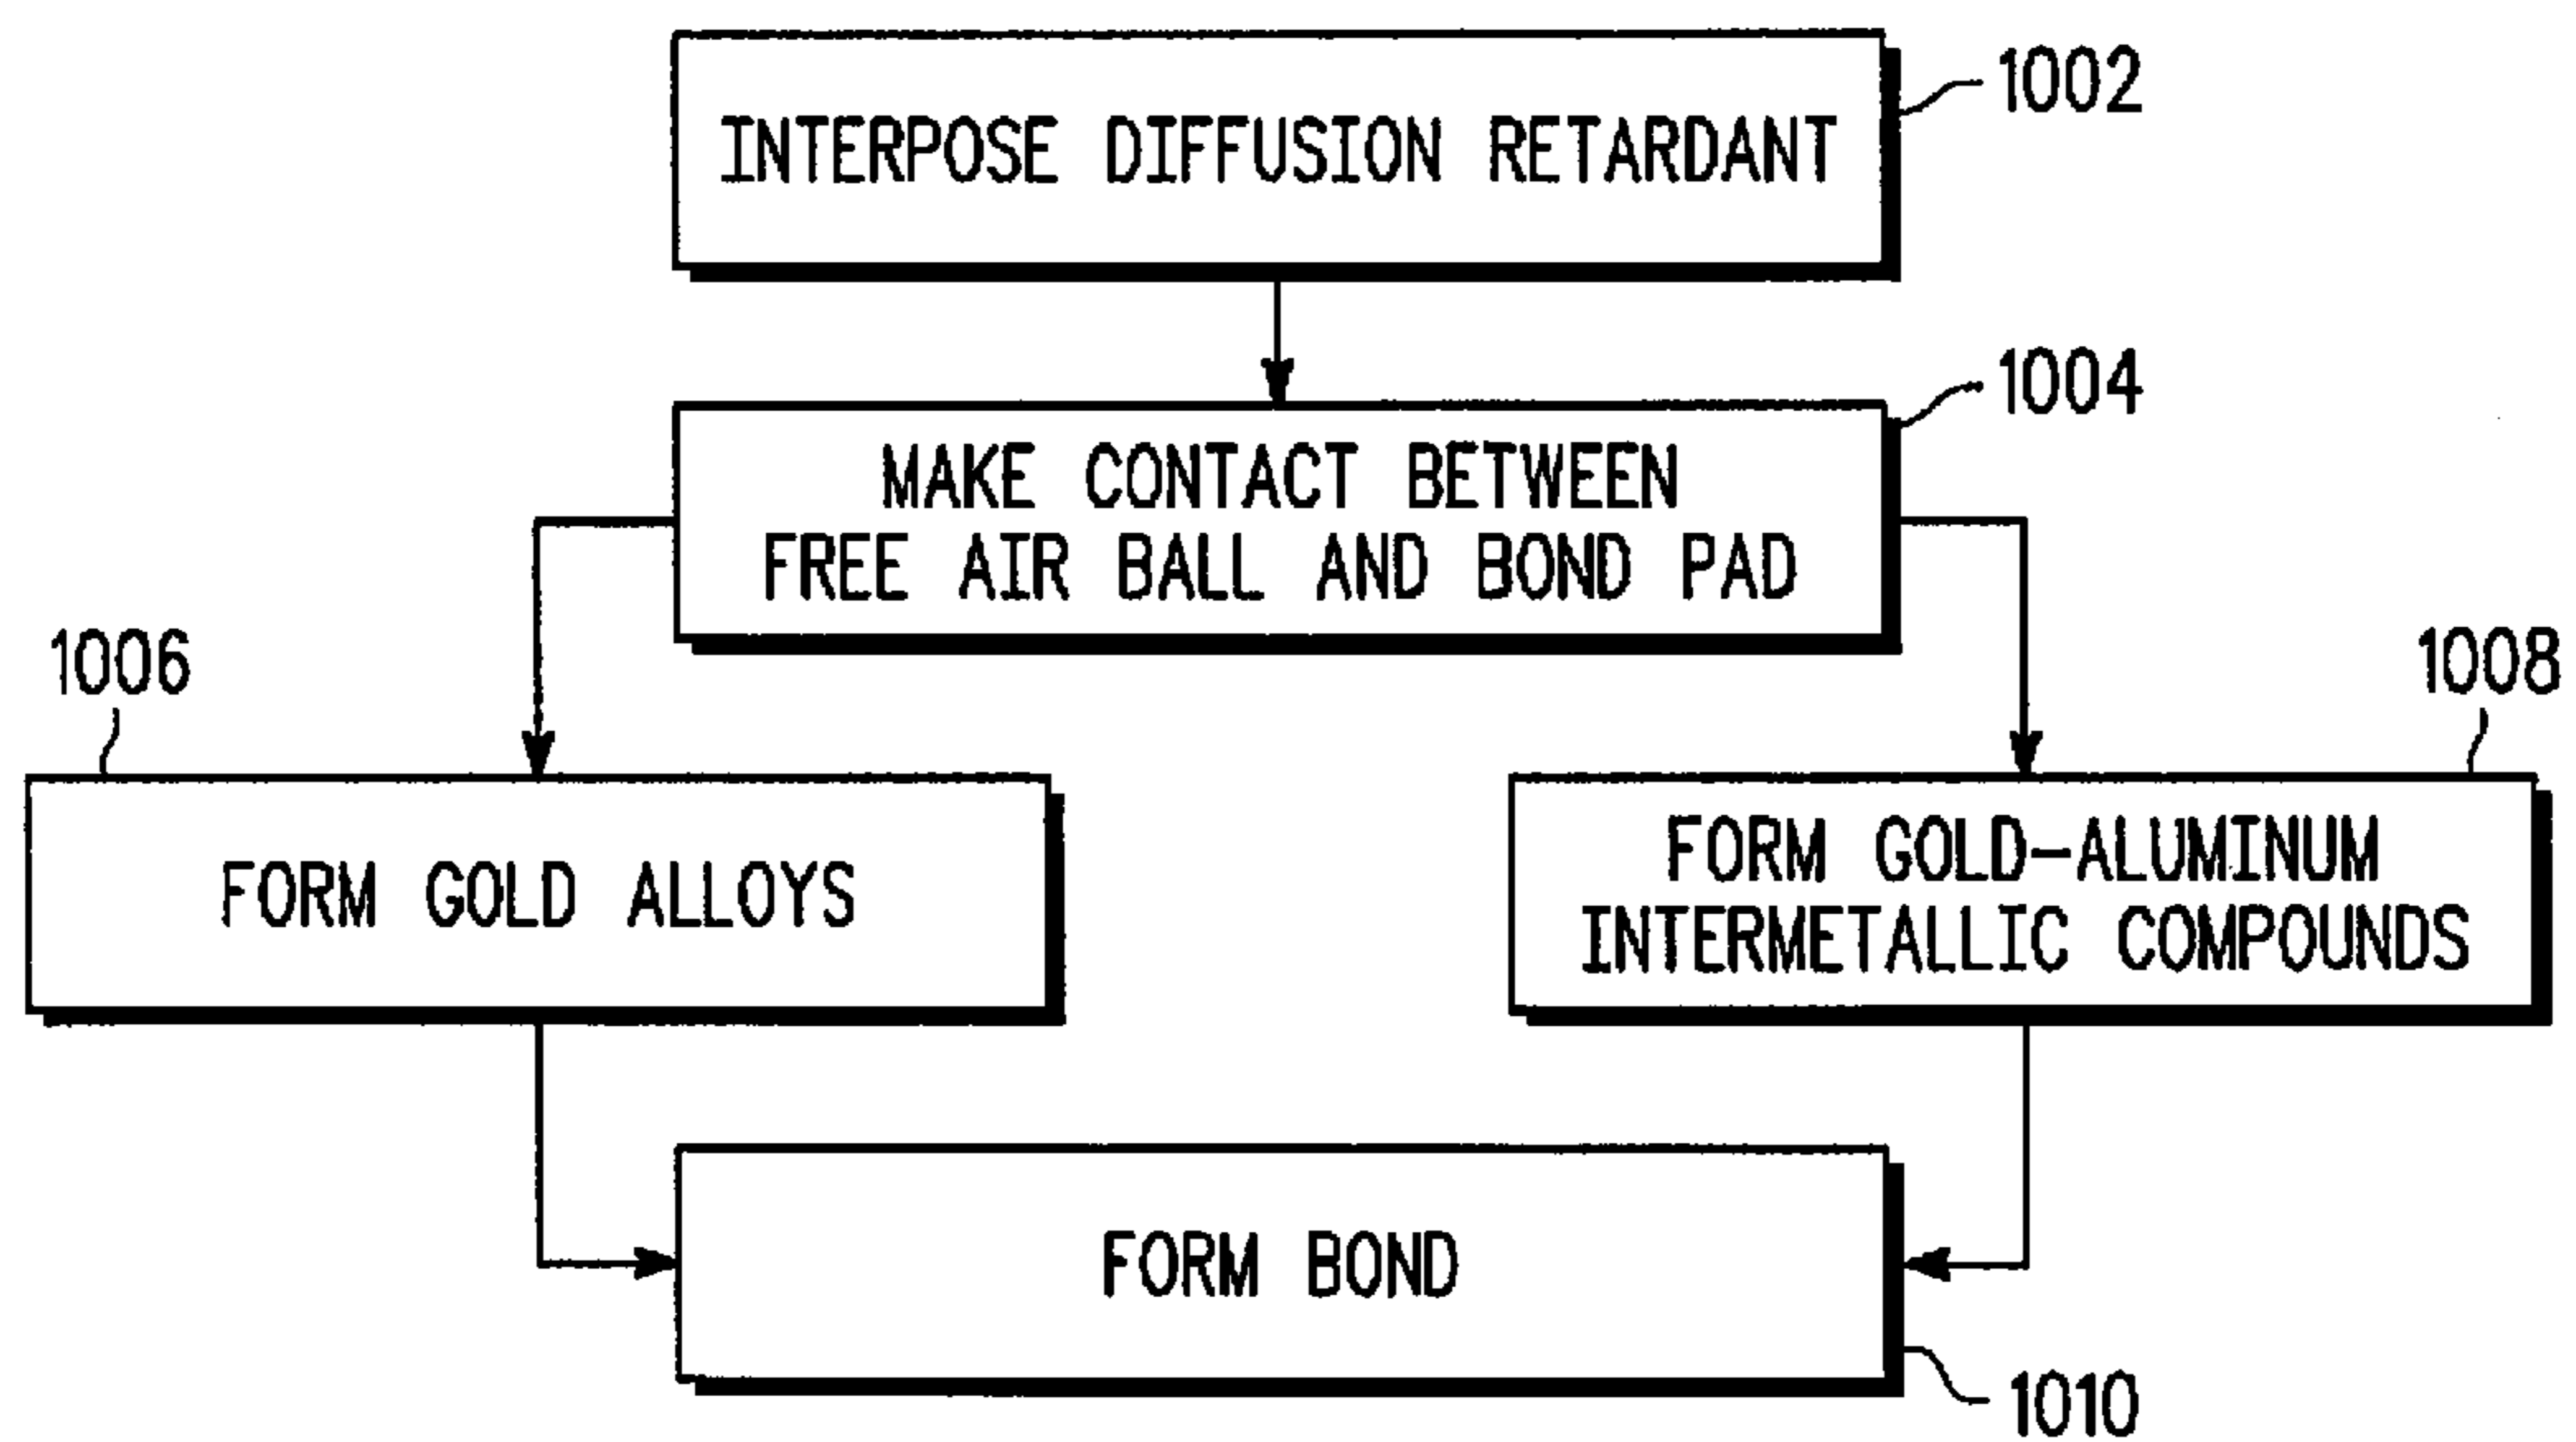 INTERPOSE DIFFUSION RETARDANT
1002
MAKE CONTACT BETWEEN
FREE AIR BALL AND BOND PAD
1004
1006
FORM GOLD ALLOYS
1008
FORM GOLD-ALUMINUM
INTERMETALLIC COMPOUNDS
FORM BOND
1010